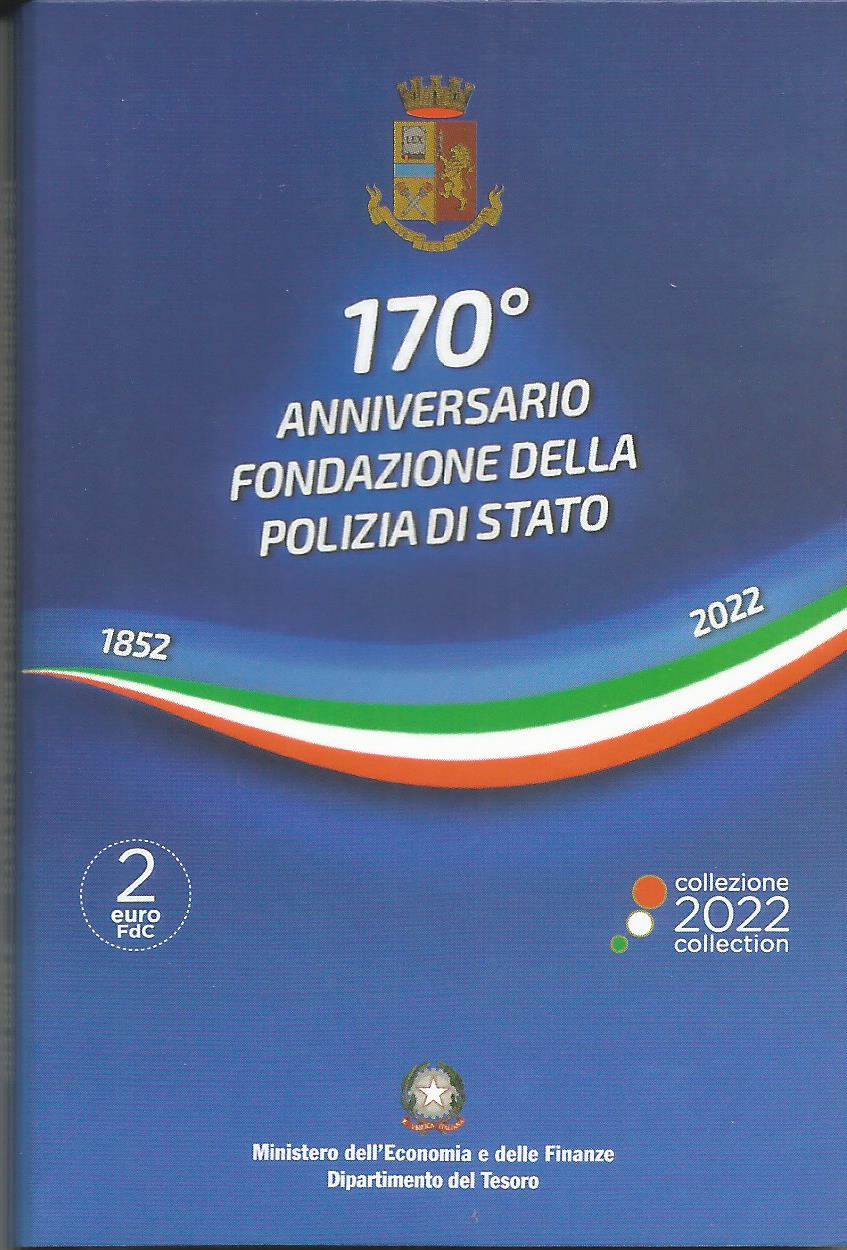 LEX
170°
ANNIVERSARIO
FONDAZIONE DELLA
POLIZIA DI STATO
1852
2022
2
euro
FdC
collezione
2022
collection
Ministero dell'Economia e delle Finanze
Dipartimento del Tesoro